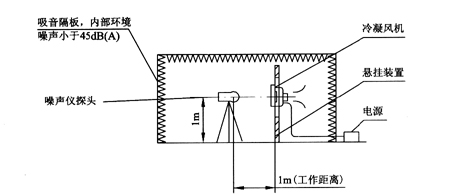 吸音隔板，内部环境
噪声小于45dB(A)
冷凝风机
悬挂装置
噪声仪探头
电源
1m
1m(工作距离)